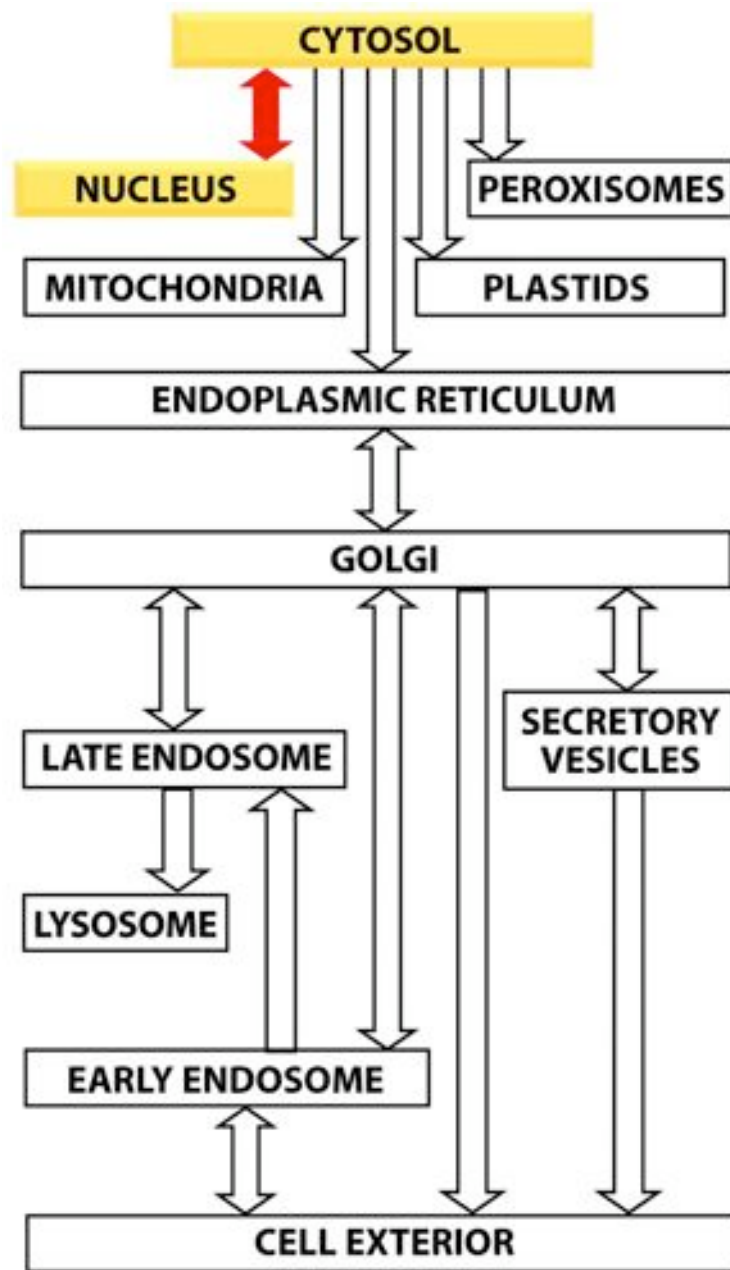 CYTOSOL
NUCLEUS
PEROXISOMES
MITOCHONDRIA
PLASTIDS
ENDOPLASMIC RETICULUM
GOLGI
SECRETORY
VESICLES
LATE ENDOSOME
LYSOSOME
EARLY ENDOSOME
CELL EXTERIOR